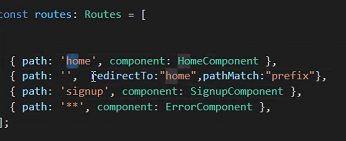 const routes: Routes = [
{ path: 'home', component: HomeComponent },
{ path: '', redirectTo:"home",pathMatch:"prefix"},
{ path: 'signup', component: SignupComponent },
{ path: '**', component: ErrorComponent },
];